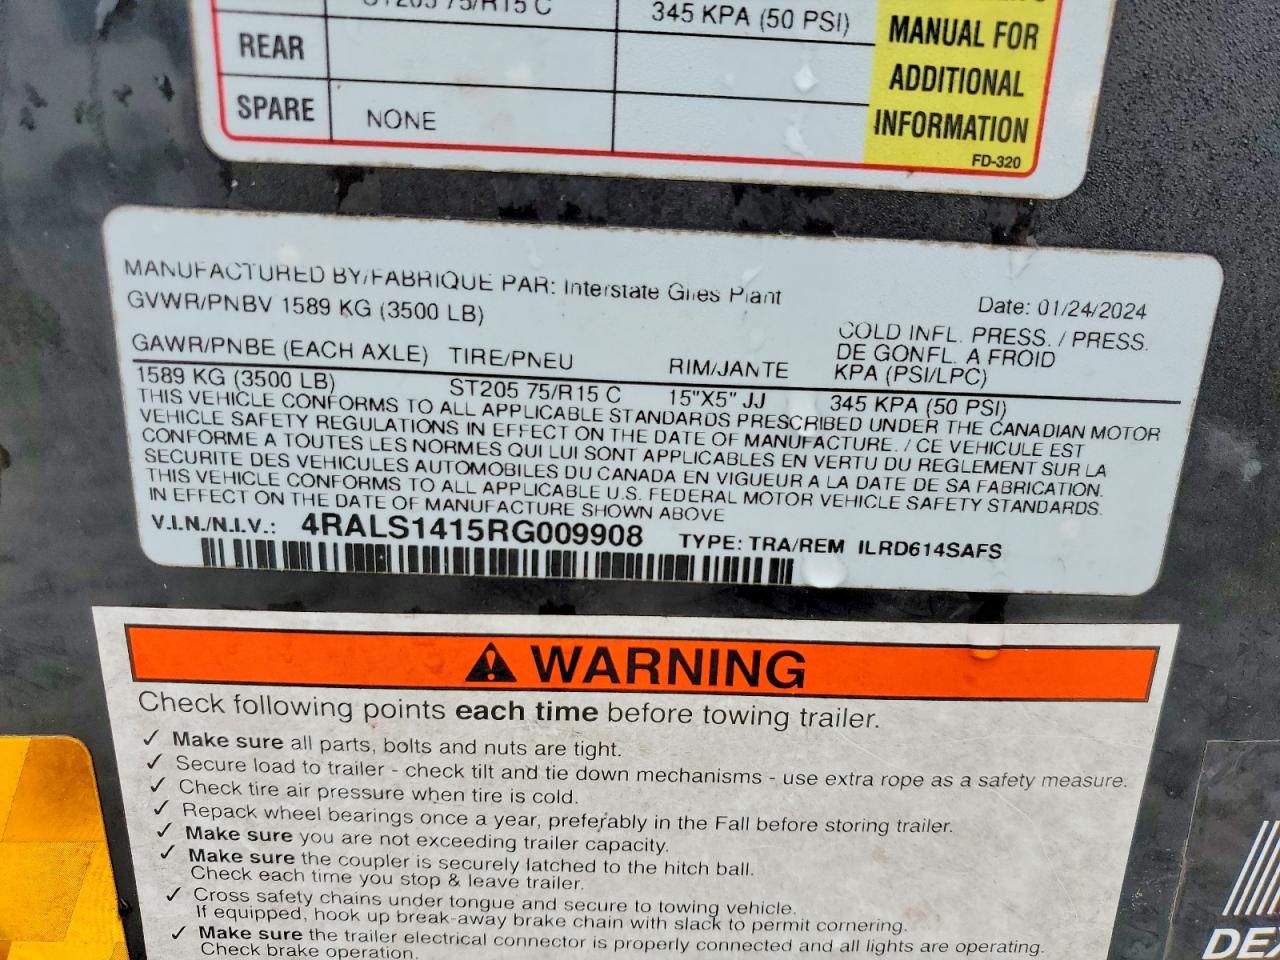 ST205 75/R15 C
345 KPA (50 PSI)
REAR
SPARE
NONE
MANUAL FOR
ADDITIONAL
INFORMATION
FD-320
MANUFACTURED BY/FABRIQUE PAR: Interstate Giles Plant
Date: 01/24/2024
GVWR/PNBV 1589 KG (3500 LB)
COLD INFL. PRESS. / PRESS.
DE GONFL. A FROID
KPA (PSI/LPC)
GAWR/PNBE (EACH AXLE) TIRE/PNEU RIM/JANTE
1589 KG (3500 LB) ST205 75/R15 C 15"X5" JJ 345 KPA (50 PSI)
THIS VEHICLE CONFORMS TO ALL APPLICABLE STANDARDS PRESCRIBED UNDER THE CANADIAN MOTOR
VEHICLE SAFETY REGULATIONS IN EFFECT ON THE DATE OF MANUFACTURE. / CE VEHICULE EST
CONFORME A TOUTES LES NORMES QUI LUI SONT APPLICABLES EN VERTU DU REGLEMENT SUR LA
SECURITE DES VEHICULES AUTOMOBILES DU CANADA EN VIGUEUR A LA DATE DE SA FABRICATION.
THIS VEHICLE CONFORMS TO ALL APPLICABLE U.S. FEDERAL MOTOR VEHICLE SAFETY STANDARDS.
IN EFFECT ON THE DATE OF MANUFACTURE SHOWN ABOVE
V.I.N./N.I.V.: 4RALS1415RG009908 TYPE: TRA/REM ILRD614SAFS
WARNING
Check following points each time before towing trailer.
✓ Make sure all parts, bolts and nuts are tight.
✓ Secure load to trailer - check tilt and tie down mechanisms - use extra rope as a safety measure.
✓ Check tire air pressure when tire is cold.
✓ Repack wheel bearings once a year, preferably in the Fall before storing trailer.
✓ Make sure you are not exceeding trailer capacity.
✓ Make sure the coupler is securely latched to the hitch ball.
Check each time you stop & leave trailer.
✓ Cross safety chains under tongue and secure to towing vehicle.
If equipped, hook up break-away brake chain with slack to permit cornering.
✓ Make sure the trailer electrical connector is properly connected and all lights are operating.
Check brake operation.